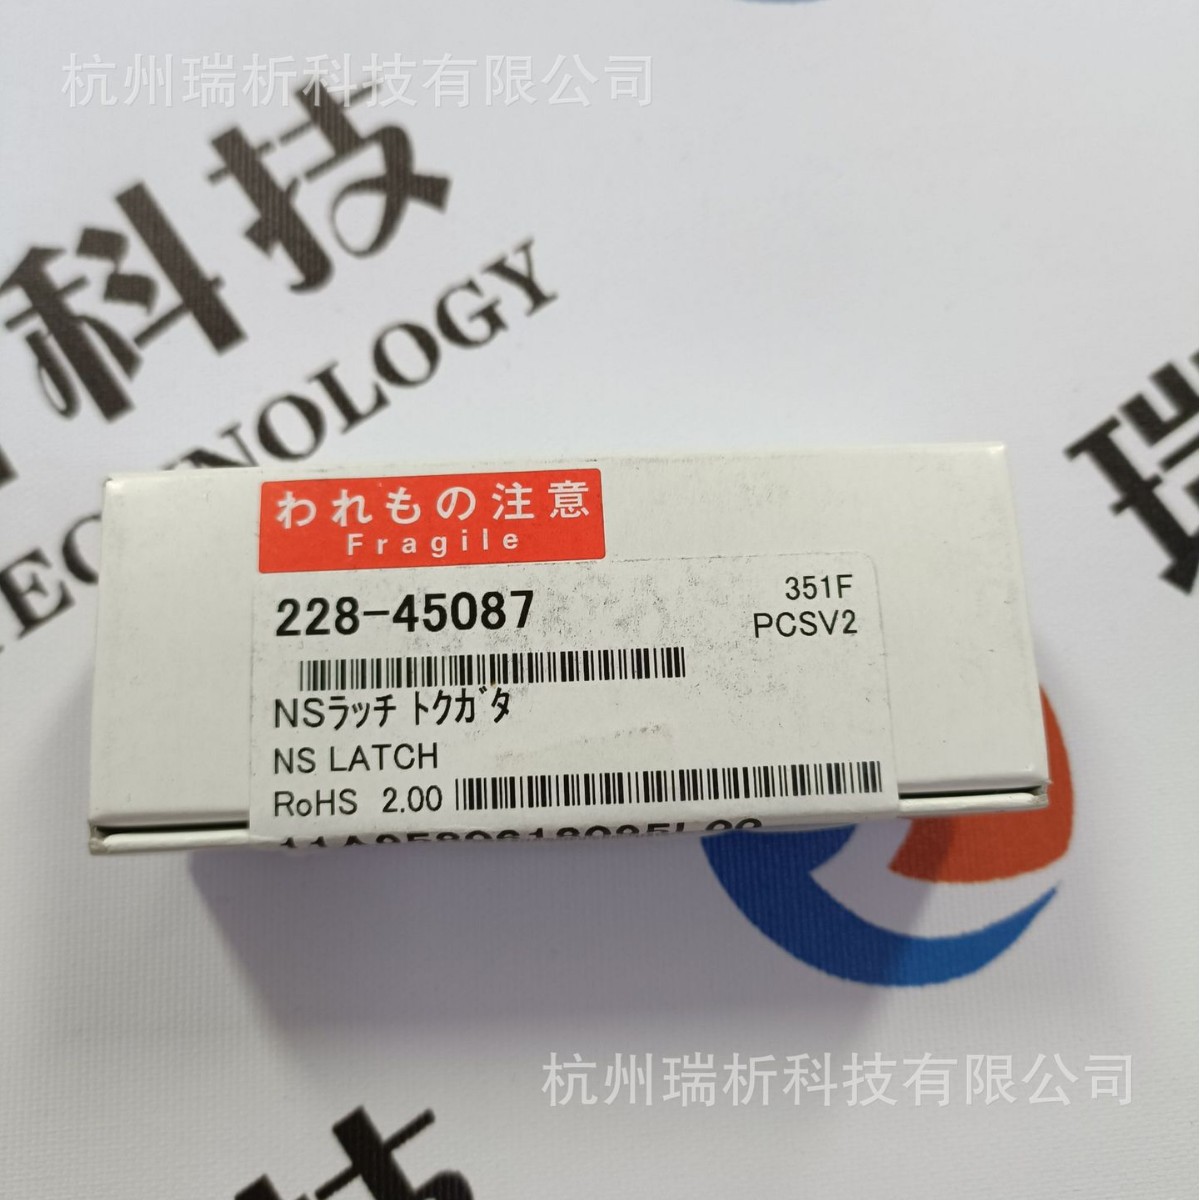 杭州瑞析科技有限公司
科技
TECHNOLOGY
瑞
われもの注意
Fragile
228-45087
351F
PCSV2
NSラッチ トクガタ
NS LATCH
RoHS 2.00
杭州瑞析科技有限公司